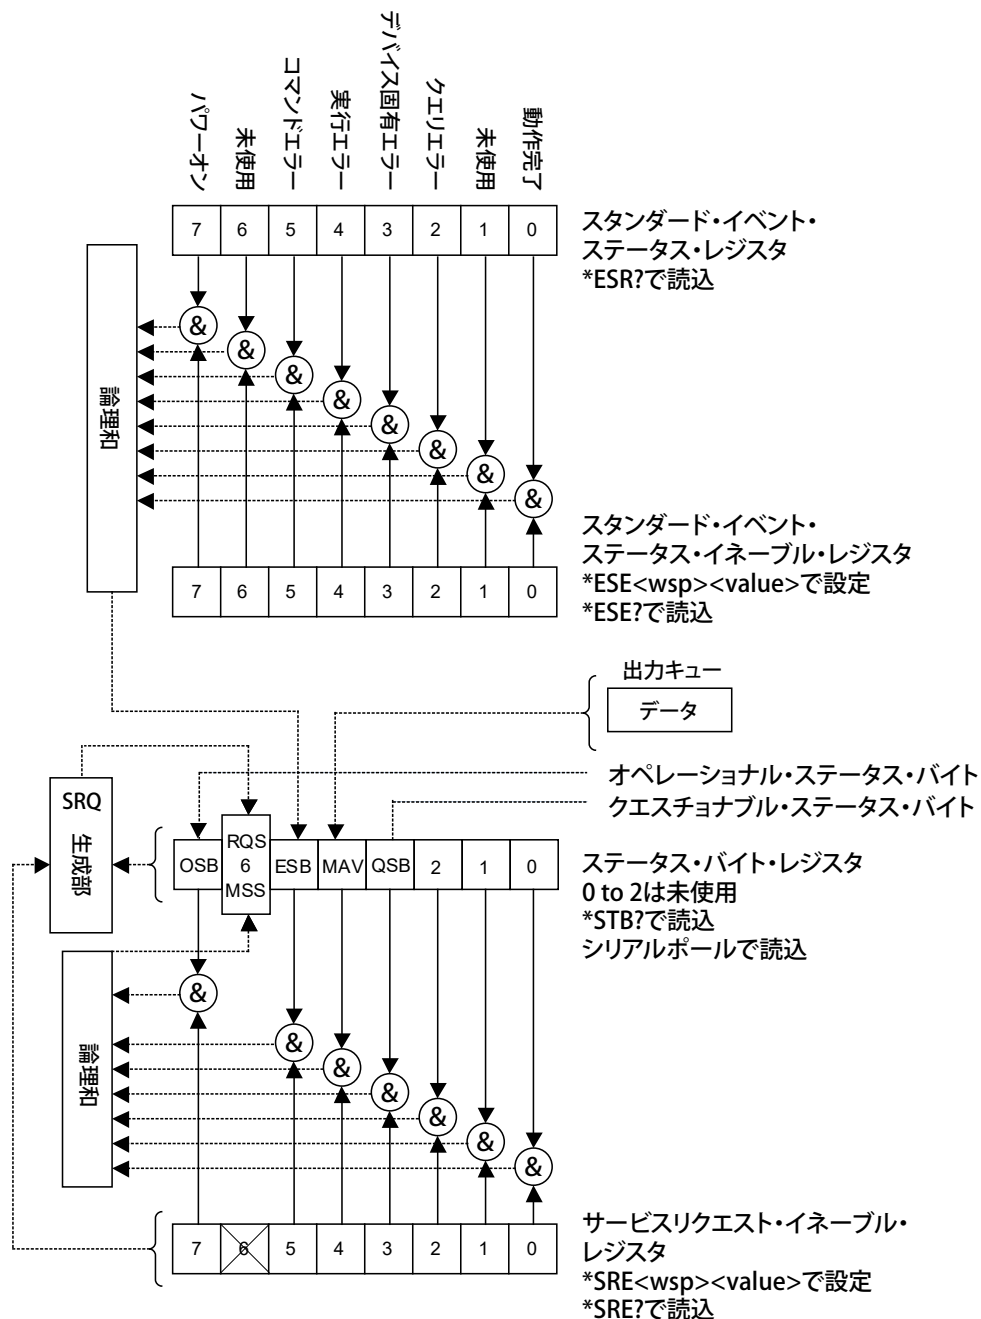 パワーオン
未使用
コマンドエラー
実行エラー
デバイス固有エラー
クエリエラー
未使用
動作完了
7 6 5 4 3 2 1 0
スタンダード・イベント・
ステータス・レジスタ
*ESR?で読込
&
&
&
&
&
&
&
&
論理和
スタンダード・イベント・
ステータス・イネーブル・レジスタ
*ESE<wsp><value>で設定
*ESE?で読込
7 6 5 4 3 2 1 0
出力キュー
データ
オペレーショナル・ステータス・バイト
クエスチョナブル・ステータス・バイト
SRQ
生成部
OSB
RQS
6
MSS
ESB MAV QSB 2 1 0
ステータス・バイト・レジスタ
0 to 2は未使用
*STB?で読込
シリアルポールで読込
&
&
&
&
&
&
&
論理和
7 6 5 4 3 2 1 0
サービスリクエスト・イネーブル・
レジスタ
*SRE<wsp><value>で設定
*SRE?で読込